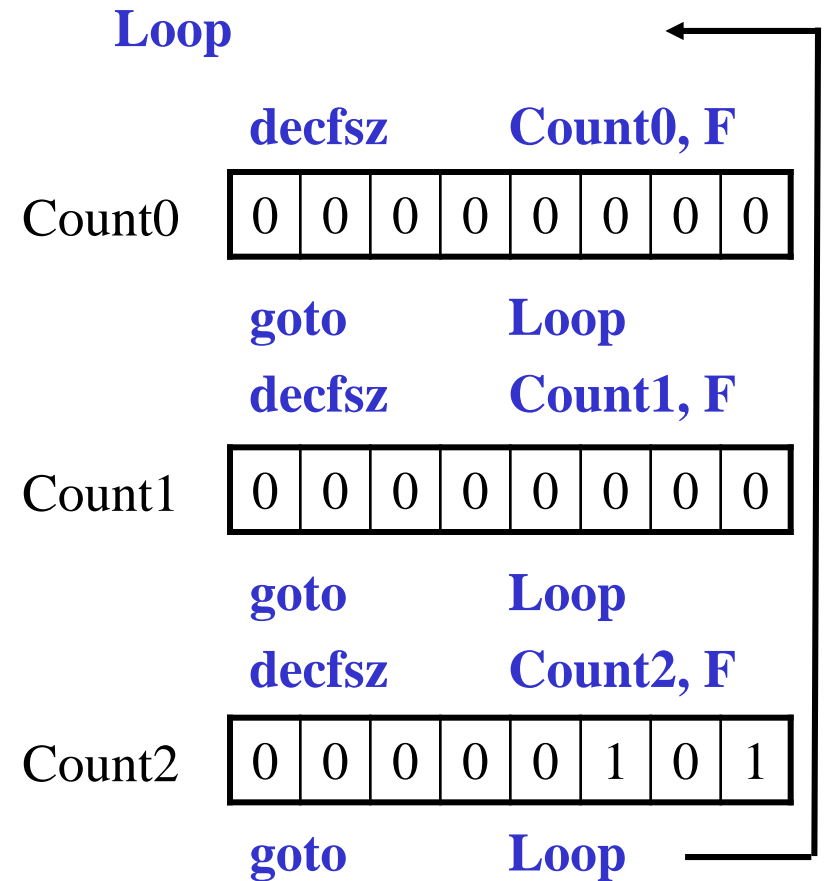 Loop
decfsz Count0, F
Count0 0 0 0 0 0 0 0 0
goto Loop
decfsz Count1, F
Count1 0 0 0 0 0 0 0 0
goto Loop
decfsz Count2, F
Count2 0 0 0 0 0 1 0 1
goto Loop